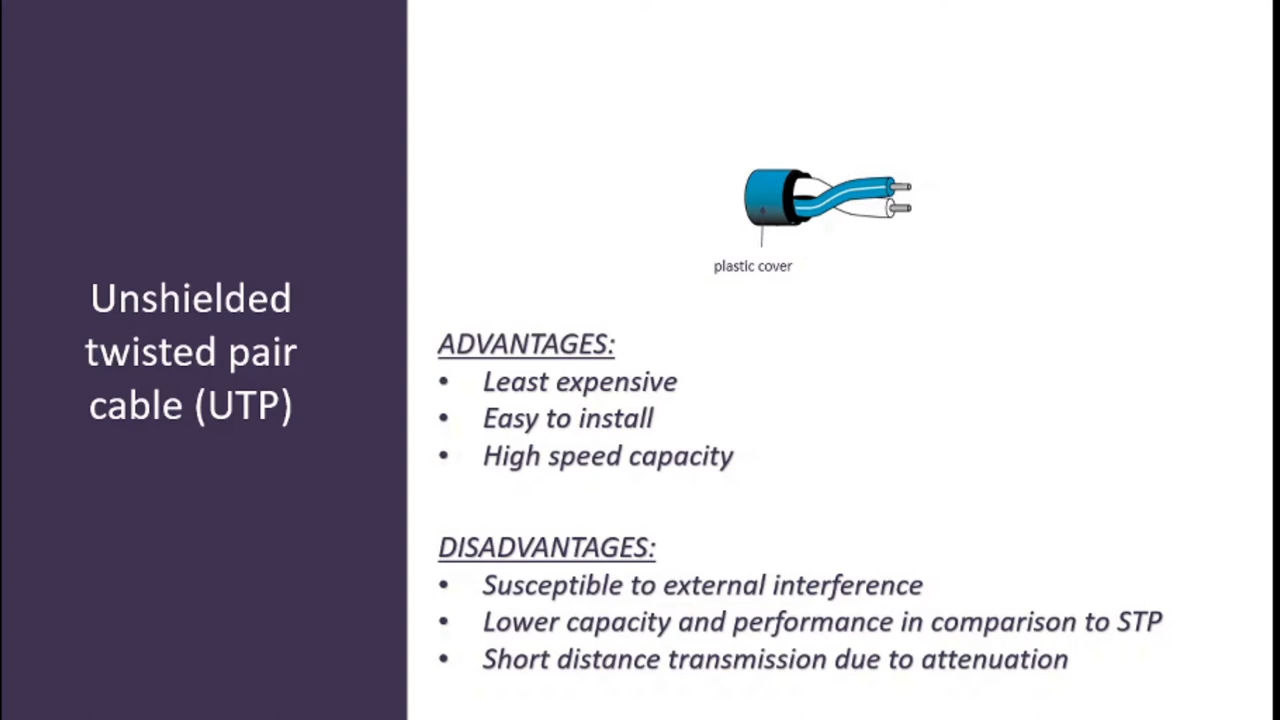 Unshielded
twisted pair
cable (UTP)
plastic cover
ADVANTAGES:
• Least expensive
• Easy to install
• High speed capacity
DISADVANTAGES:
• Susceptible to external interference
• Lower capacity and performance in comparison to STP
• Short distance transmission due to attenuation